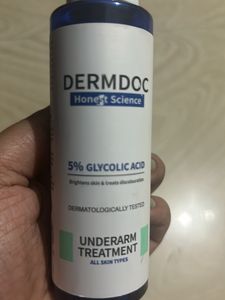 DERMDOC
Honest Science
5% GLYCOLIC ACID
Brightens skin & treats discolouration
DERMATOLOGICALLY TESTED
UNDERARM
TREATMENT
ALL SKIN TYPES